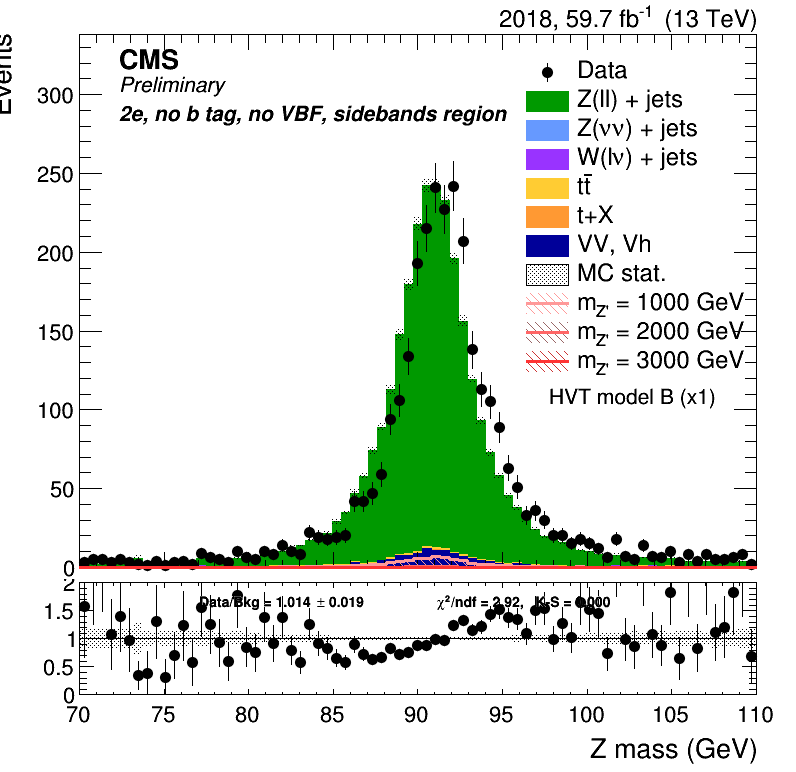 2018, 59.7 fb⁻¹ (13 TeV)
Events
CMS
Preliminary
2e, no b tag, no VBF, sidebands region
Data
Z(ll) + jets
Z(νν) + jets
W(lν) + jets
tt̄
t+X
VV, Vh
MC stat.
m_Z' = 1000 GeV
m_Z' = 2000 GeV
m_Z' = 3000 GeV
HVT model B (x1)
300
250
200
150
100
50
0
Data/Bkg = 1.014 ± 0.019
χ²/ndf = 2.92, K-S = 0.000
2
1.5
1
0.5
0
70 75 80 85 90 95 100 105 110
Z mass (GeV)